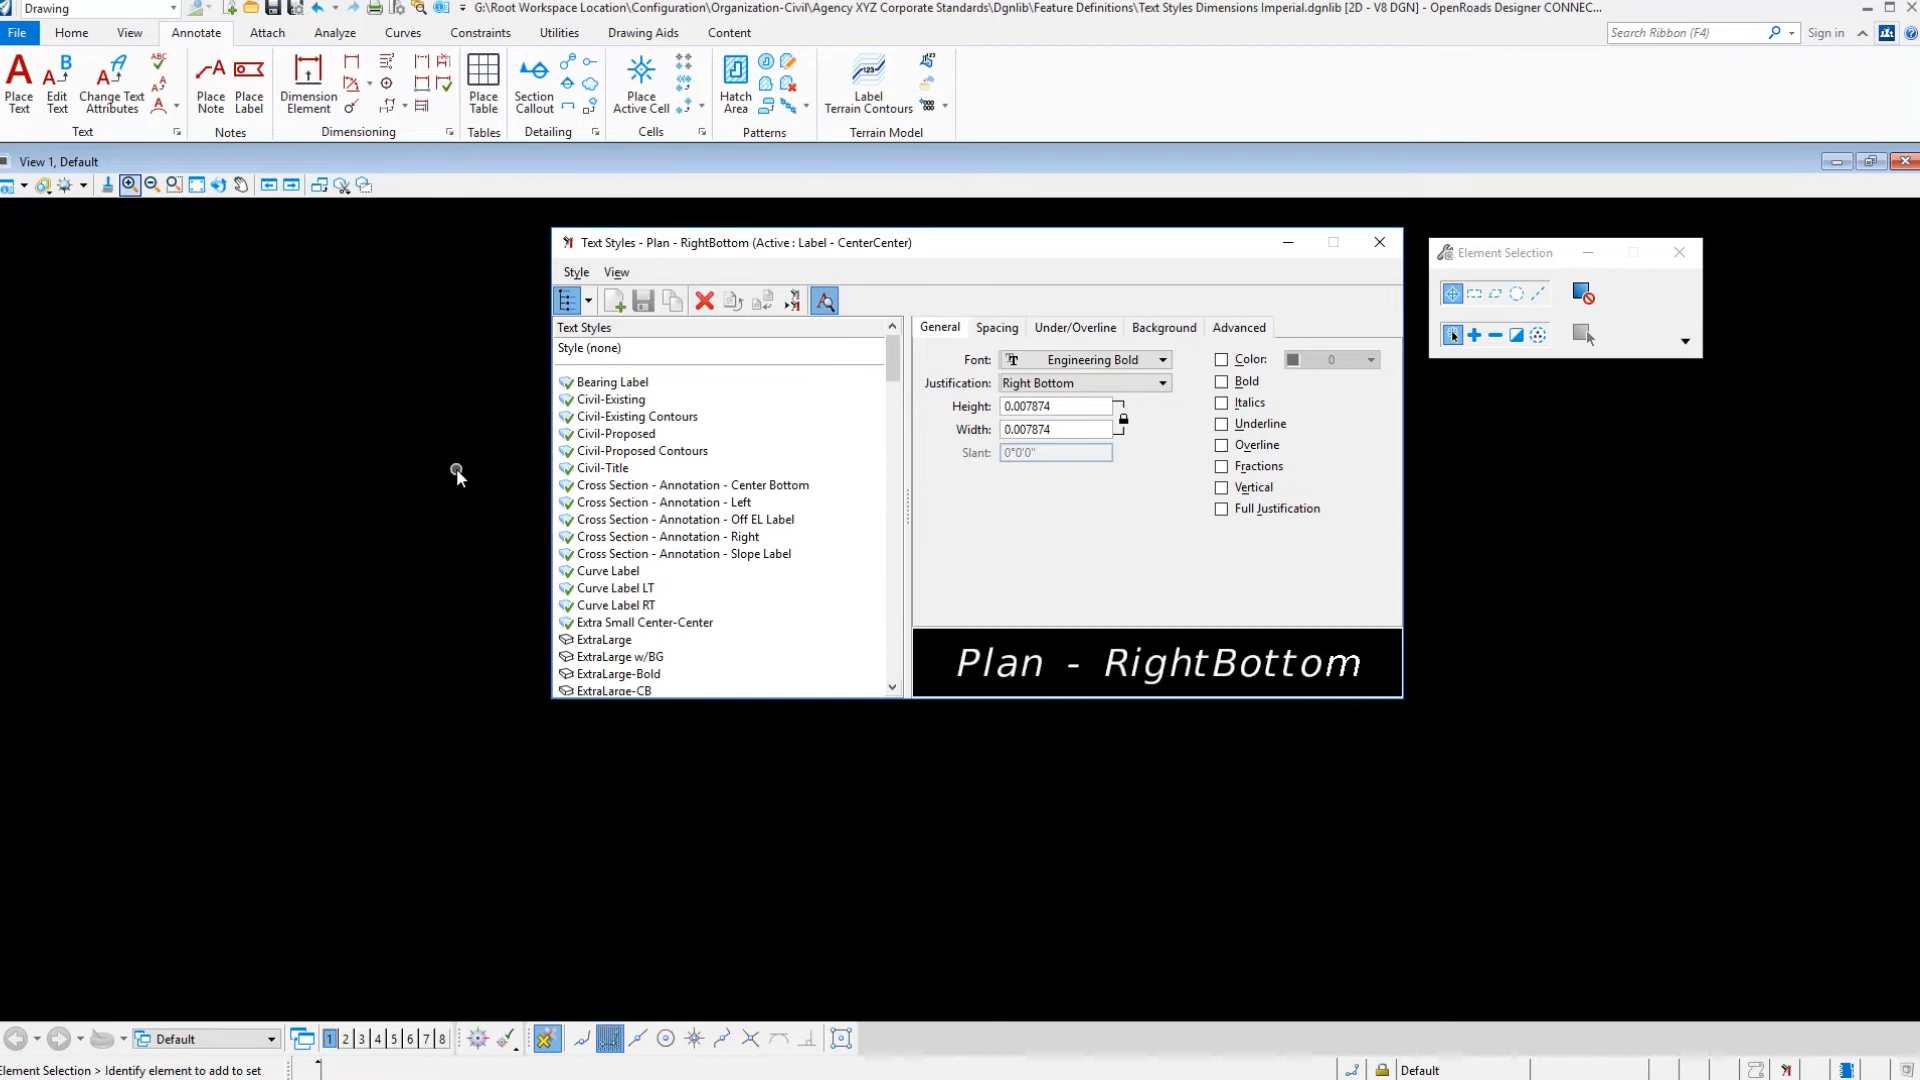 Drawing
G:\Root Workspace Location\Configuration\Organization-Civil\Agency XYZ Corporate Standards\Dgnlib\Feature Definitions\Text Styles Dimensions Imperial.dgnlib [2D - V8 DGN] - OpenRoads Designer CONNEC...
File Home View Annotate Attach Analyze Curves Constraints Utilities Drawing Aids Content
Search Ribbon (F4)
Sign in
Place Text
Edit Text
Change Text Attributes
ABC
Place Note
Place Label
Dimension Element
Place Table
Section Callout
Place Active Cell
Hatch Area
Label Terrain Contours
Text Notes Dimensioning Tables Detailing Cells Patterns Terrain Model
View 1, Default
Text Styles - Plan - RightBottom (Active : Label - CenterCenter)
Style View
Text Styles
Style (none)
Bearing Label
Civil-Existing
Civil-Existing Contours
Civil-Proposed
Civil-Proposed Contours
Civil-Title
Cross Section - Annotation - Center Bottom
Cross Section - Annotation - Left
Cross Section - Annotation - Off EL Label
Cross Section - Annotation - Right
Cross Section - Annotation - Slope Label
Curve Label
Curve Label LT
Curve Label RT
Extra Small Center-Center
ExtraLarge
ExtraLarge w/BG
ExtraLarge-Bold
ExtraLarge-CB
General Spacing Under/Overline Background Advanced
Font: Engineering Bold
Justification: Right Bottom
Height: 0.007874
Width: 0.007874
Slant: 0°0'0"
Color: 0
Bold
Italics
Underline
Overline
Fractions
Vertical
Full Justification
Plan - RightBottom
Element Selection
Default
1 2 3 4 5 6 7 8
Element Selection > Identify element to add to set
Default